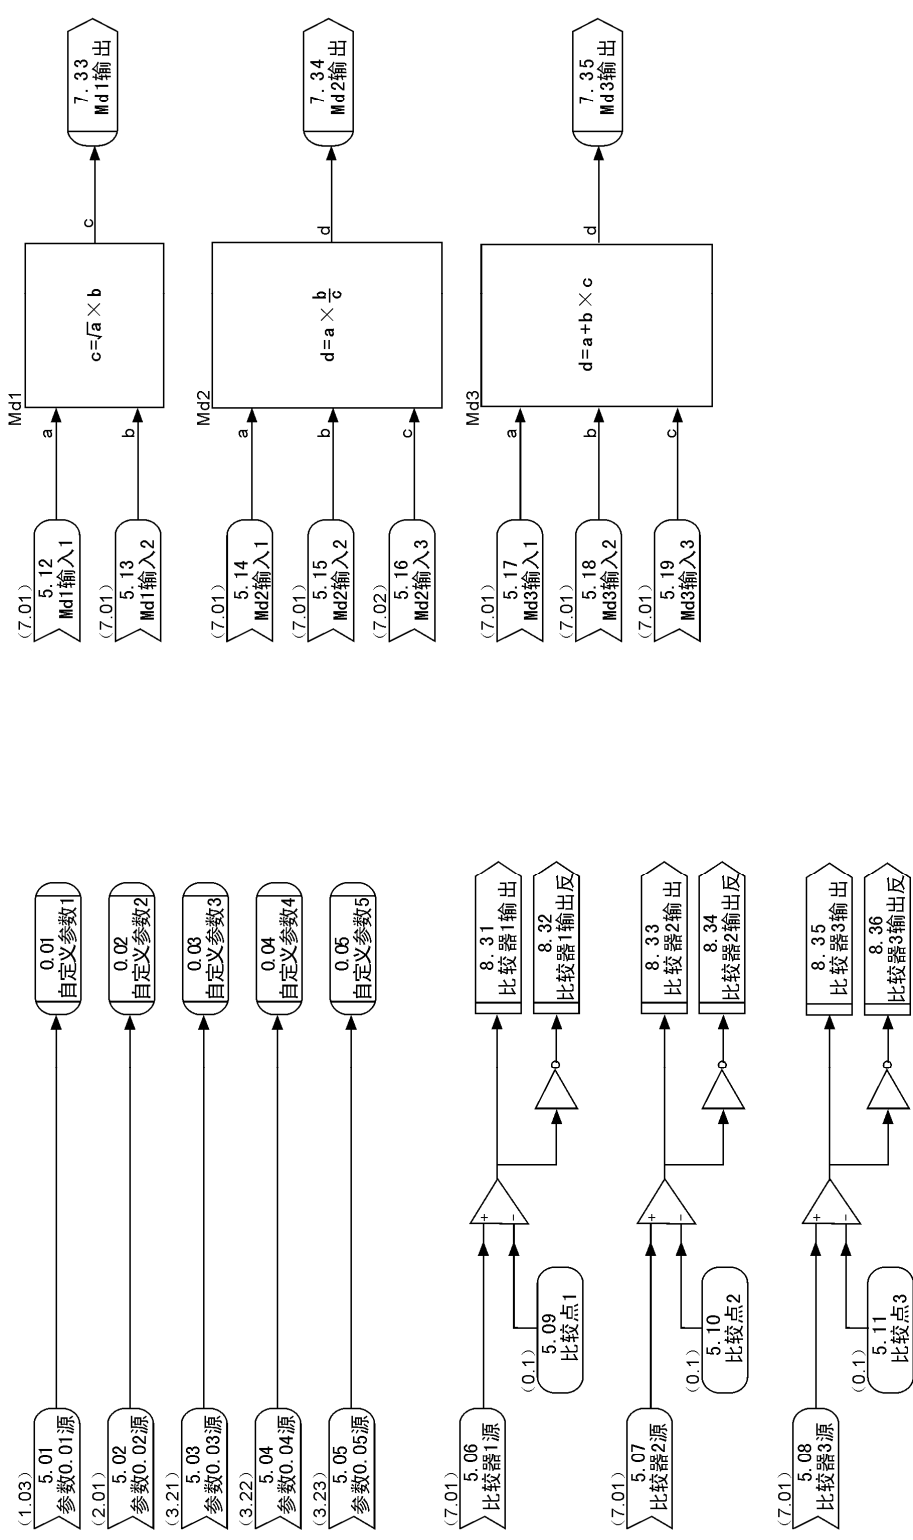 (1.03)
5.01
参数0.01源
0.01
自定义参数1
(2.01)
5.02
参数0.02源
0.02
自定义参数2
(3.21)
5.03
参数0.03源
0.03
自定义参数3
(3.22)
5.04
参数0.04源
0.04
自定义参数4
(3.23)
5.05
参数0.05源
0.05
自定义参数5
(7.01)
5.06
比较器1源
(0.1)
5.09
比较点1
+
-
8.31
比较器1输出
8.32
比较器1输出反
(7.01)
5.07
比较器2源
(0.1)
5.10
比较点2
+
-
8.33
比较器2输出
8.34
比较器2输出反
(7.01)
5.08
比较器3源
(0.1)
5.11
比较点3
+
-
8.35
比较器3输出
8.36
比较器3输出反
(7.01)
5.12
Md1输入1
(7.01)
5.13
Md1输入2
Md1
a
b
c=√a×b
c
7.33
Md1输出
(7.01)
5.14
Md2输入1
(7.01)
5.15
Md2输入2
(7.02)
5.16
Md2输入3
Md2
a
b
c
d=a×b/c
d
7.34
Md2输出
(7.01)
5.17
Md3输入1
(7.01)
5.18
Md3输入2
(7.01)
5.19
Md3输入3
Md3
a
b
c
d=a+b×c
d
7.35
Md3输出